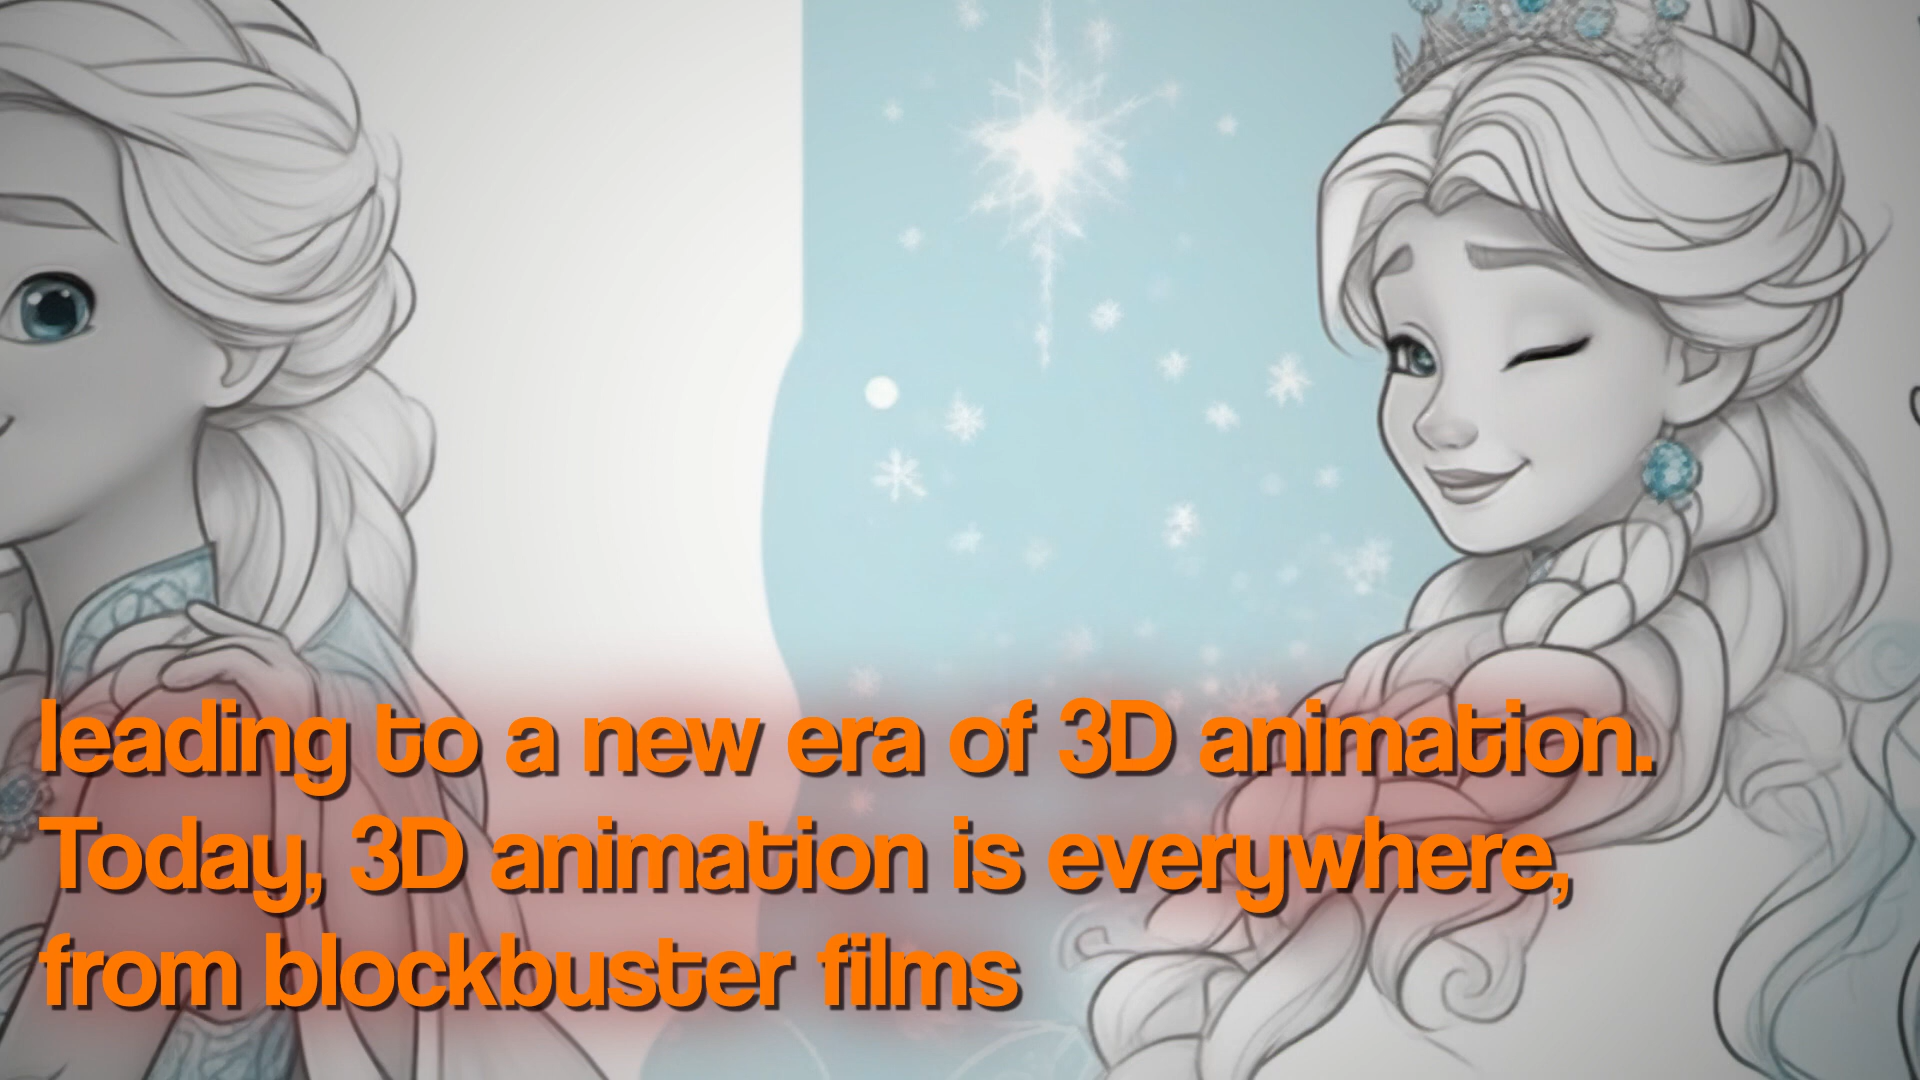 leading to a new era of 3D animation.
Today, 3D animation is everywhere,
from blockbuster films